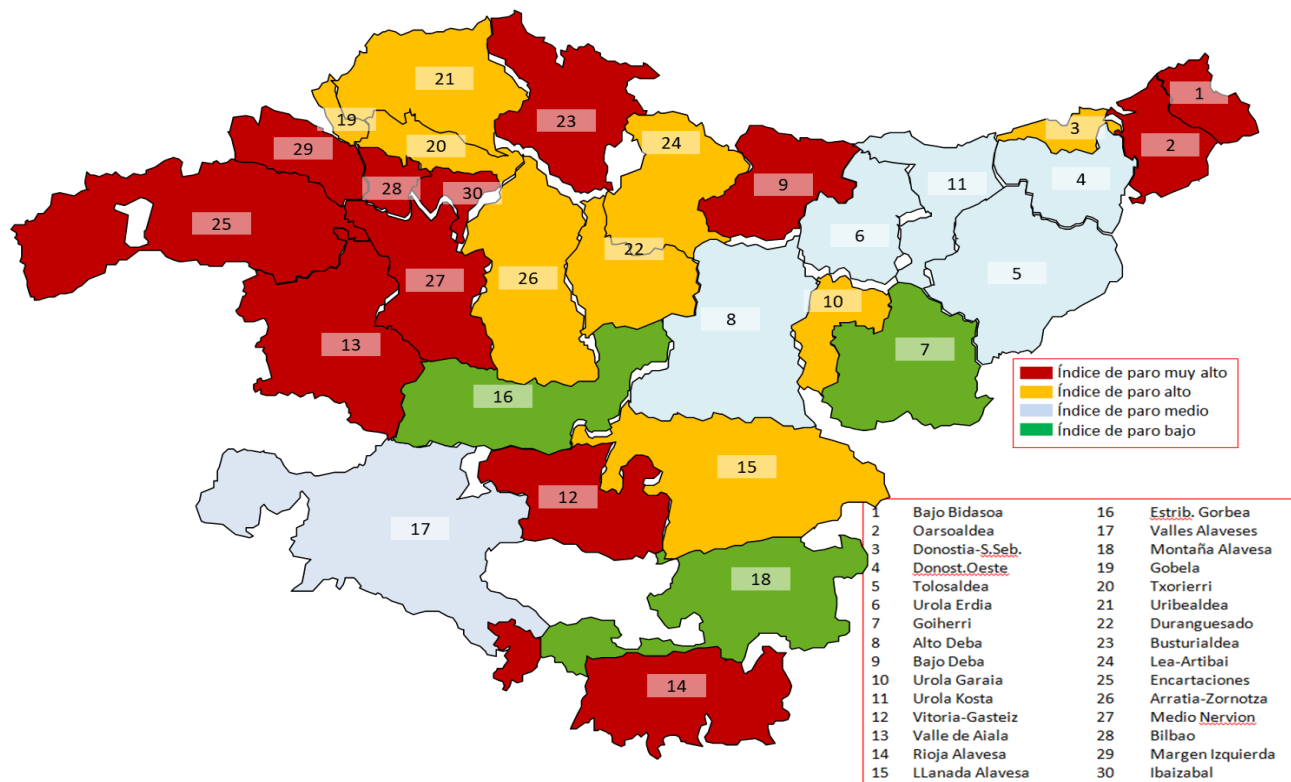 21
1
23
19
3
24
20
29
2
4
28
9
11
30
25
6
22
5
27
26
10
8
13
7
16
Índice de paro muy alto
Índice de paro alto
Índice de paro medio
Índice de paro bajo
15
12
17
18
14
1 Bajo Bidasoa 16 Estrib. Gorbea
2 Oarsoaldea 17 Valles Alaveses
3 Donostia-S.Seb. 18 Montaña Alavesa
4 Donost.Oeste 19 Gobela
5 Tolosaldea 20 Txorierri
6 Urola Erdia 21 Uribealdea
7 Goiherri 22 Duranguesado
8 Alto Deba 23 Busturialdea
9 Bajo Deba 24 Lea-Artibai
10 Urola Garaia 25 Encartaciones
11 Urola Kosta 26 Arratia-Zornotza
12 Vitoria-Gasteiz 27 Medio Nervion
13 Valle de Aiala 28 Bilbao
14 Rioja Alavesa 29 Margen Izquierda
15 LLanada Alavesa 30 Ibaizabal